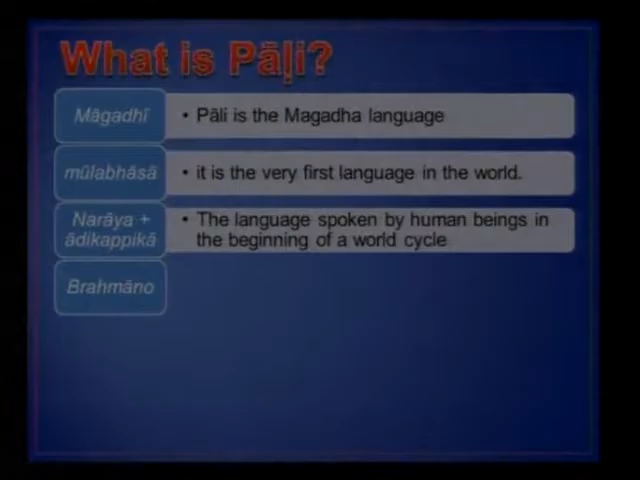 What is Pāḷi?
Māgadhī
• Pāli is the Magadha language
mūlabhāsā
• it is the very first language in the world.
Narāya +
ādikappikā
• The language spoken by human beings in
the beginning of a world cycle
Brahmāno